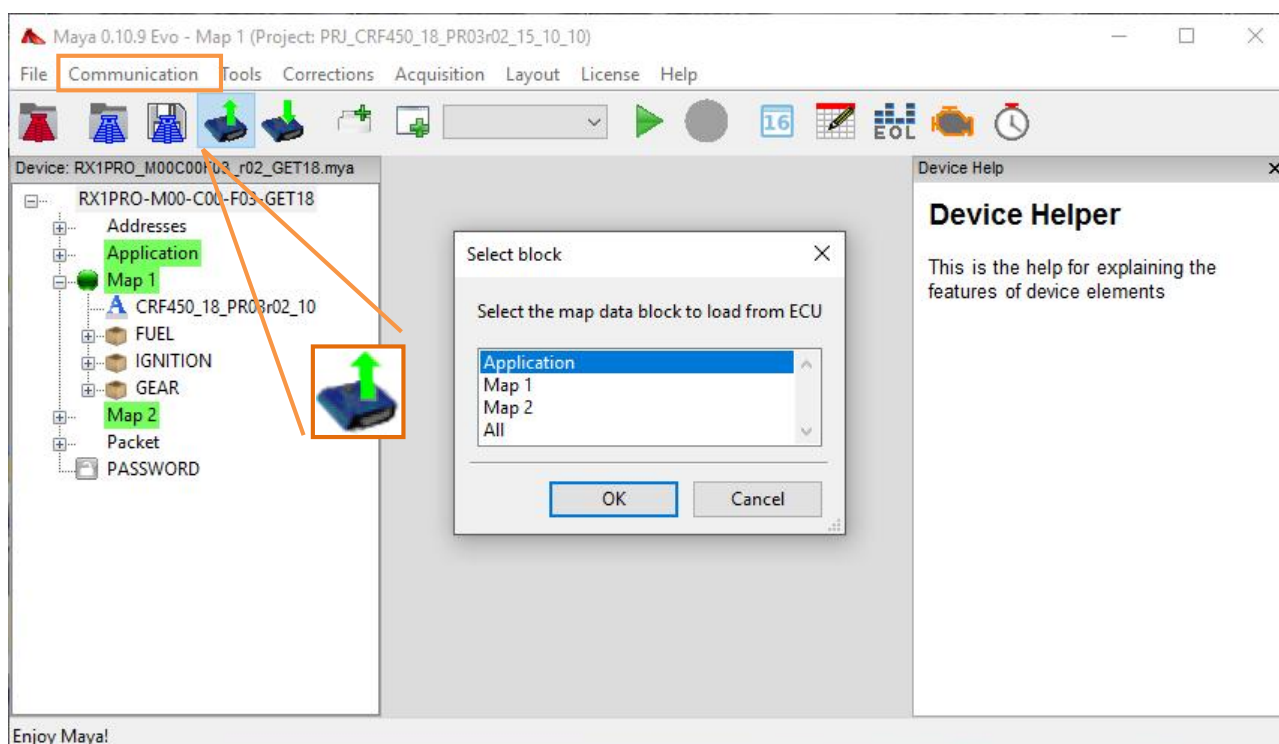 Maya 0.10.9 Evo - Map 1 (Project: PRJ_CRF450_18_PR03r02_15_10_10)
File Communication Tools Corrections Acquisition Layout License Help
16
EOL
Device: RX1PRO_M00C00F03_r02_GET18.mya
RX1PRO-M00-C00-F03-GET18
Addresses
Application
Map 1
A CRF450_18_PR03r02_10
FUEL
IGNITION
GEAR
Map 2
Packet
PASSWORD
Select block
Select the map data block to load from ECU
Application
Map 1
Map 2
All
OK Cancel
Device Help
Device Helper
This is the help for explaining the
features of device elements
Enjoy Maya!